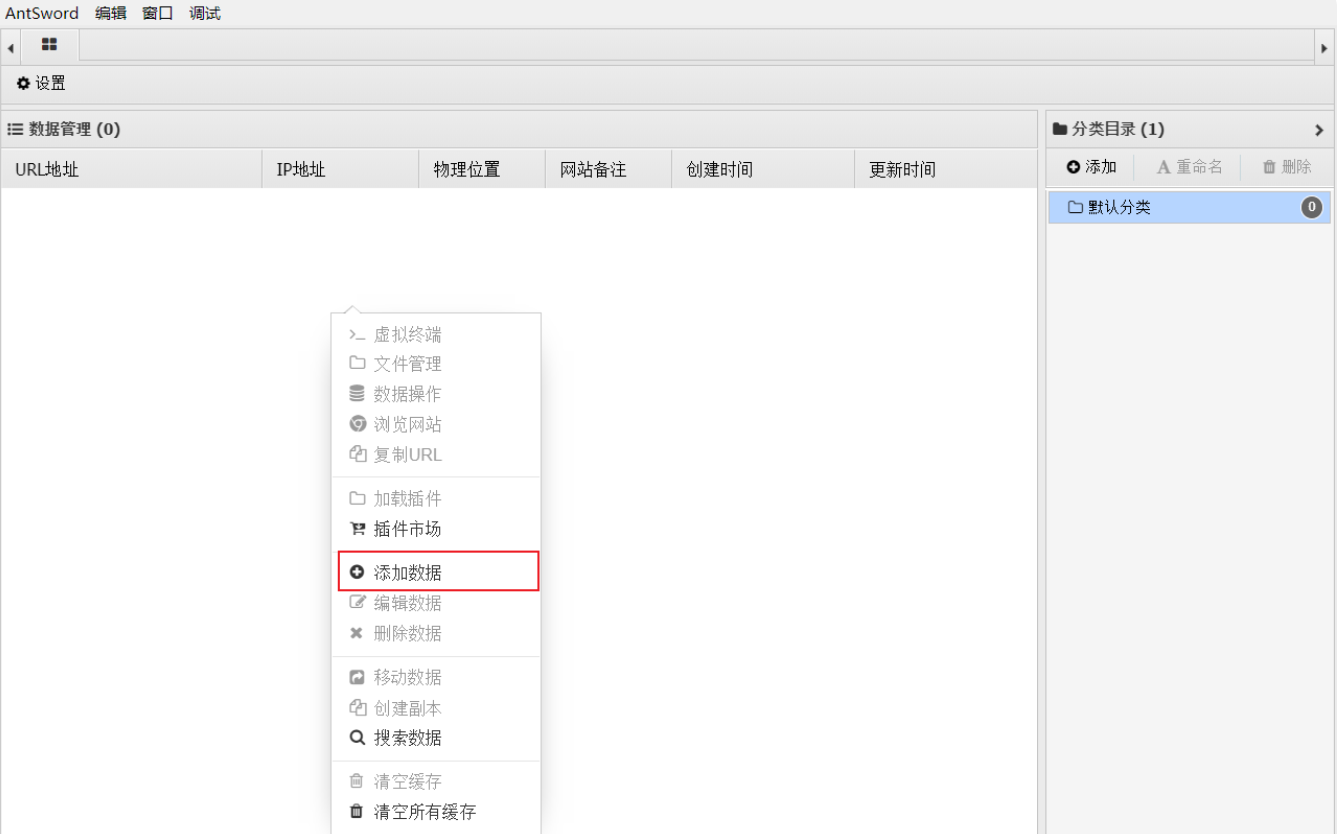 AntSword 编辑 窗口 调试
设置
数据管理 (0)
URL地址 IP地址 物理位置 网站备注 创建时间 更新时间
分类目录 (1)
添加 重命名 删除
默认分类 0
虚拟终端
文件管理
数据操作
浏览网站
复制URL
加载插件
插件市场
添加数据
编辑数据
删除数据
移动数据
创建副本
搜索数据
清空缓存
清空所有缓存